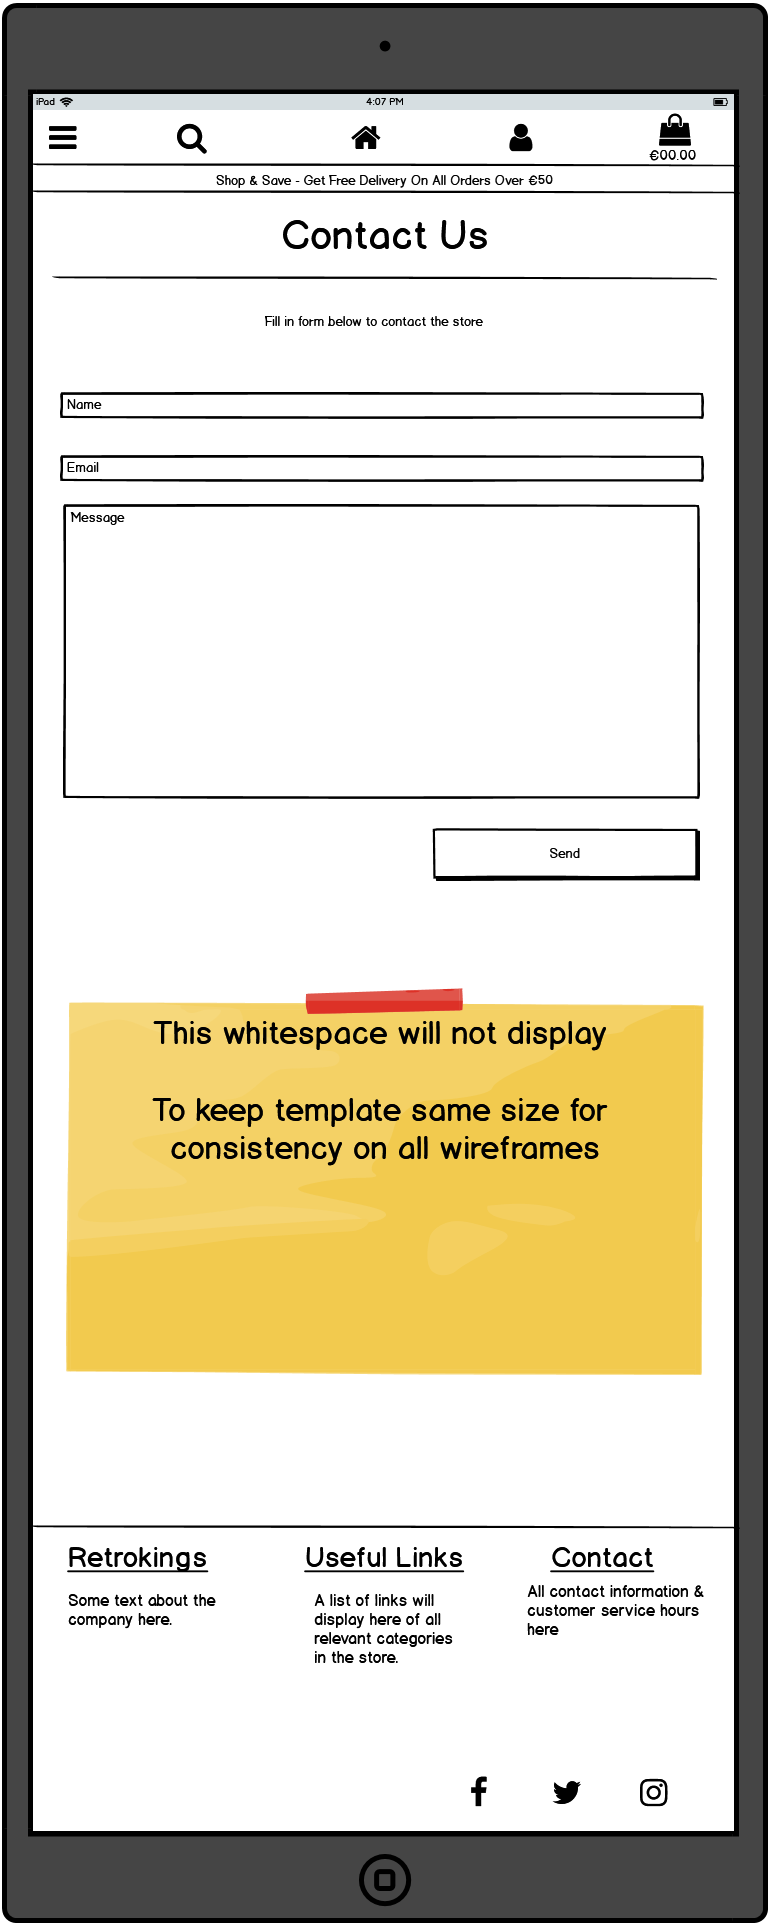 iPad 4:07 PM
€00.00
Shop & Save - Get Free Delivery On All Orders Over €50
Contact Us
Fill in form below to contact the store
Name
Email
Message
Send
This whitespace will not display
To keep template same size for
consistency on all wireframes
Retrokings
Some text about the
company here.
Useful Links
A list of links will
display here of all
relevant categories
in the store.
Contact
All contact information &
customer service hours
here